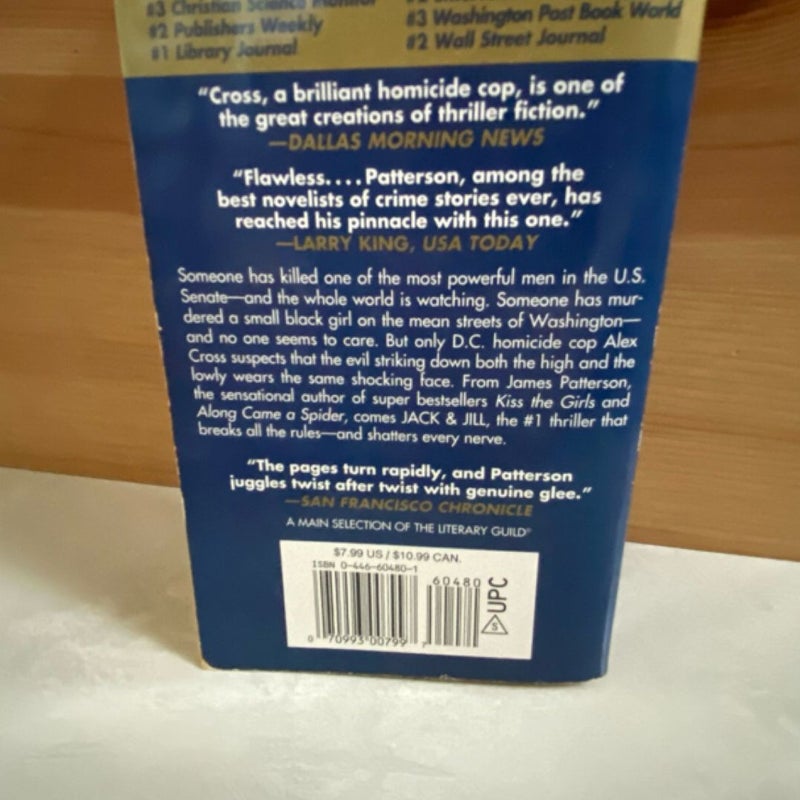 #3 Christian Science Monitor
#2 Publishers Weekly
#1 Library Journal
#3 Washington Post Book World
#2 Wall Street Journal
“Cross, a brilliant homicide cop, is one of
the great creations of thriller fiction.”
—DALLAS MORNING NEWS
“Flawless.... Patterson, among the
best novelists of crime stories ever, has
reached his pinnacle with this one.”
—LARRY KING, USA TODAY
Someone has killed one of the most powerful men in the U.S.
Senate—and the whole world is watching. Someone has mur-
dered a small black girl on the mean streets of Washington—
and no one seems to care. But only D.C. homicide cop Alex
Cross suspects that the evil striking down both the high and the
lowly wears the same shocking face. From James Patterson,
the sensational author of super bestsellers Kiss the Girls and
Along Came a Spider, comes JACK & JILL, the #1 thriller that
breaks all the rules—and shatters every nerve.
“The pages turn rapidly, and Patterson
juggles twist after twist with genuine glee.”
—SAN FRANCISCO CHRONICLE
A MAIN SELECTION OF THE LITERARY GUILD®
$7.99 US / $10.99 CAN.
ISBN 0-446-60480-1
60480
UPC
S
0 70993 00799 7